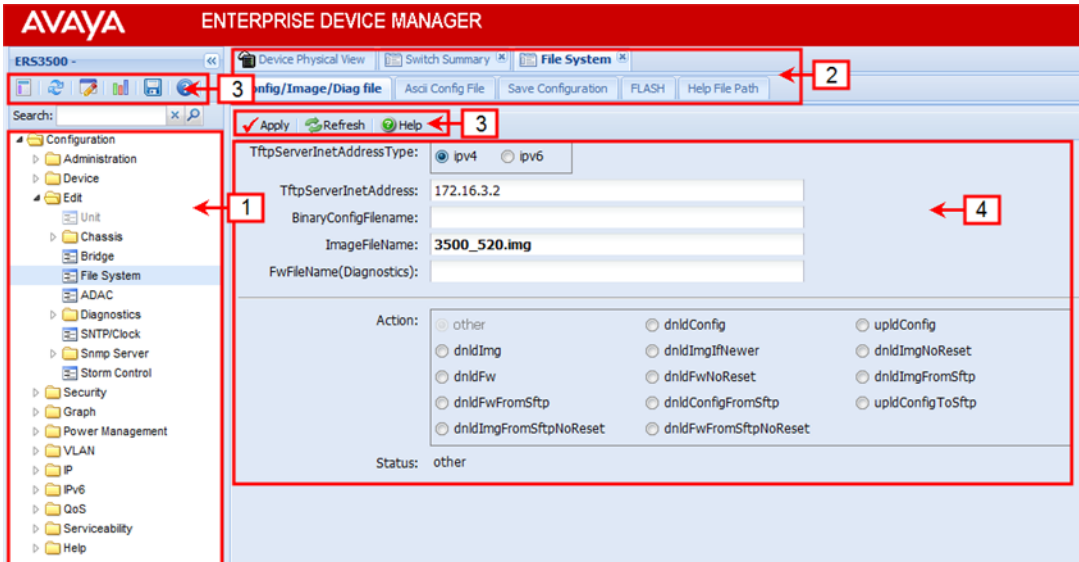 AVAYA ENTERPRISE DEVICE MANAGER
ERS3500 -
Device Physical View Switch Summary File System
2
3
onfig/Image/Diag file Ascii Config File Save Configuration FLASH Help File Path
Search:
Apply Refresh Help 3
Configuration
Administration
Device
Edit
Unit
Chassis
Bridge
File System
ADAC
Diagnostics
SNTP/Clock
Snmp Server
Storm Control
Security
Graph
Power Management
VLAN
IP
IPv6
QoS
Serviceability
Help
1
TftpServerInetAddressType: ipv4 ipv6
TftpServerInetAddress: 172.16.3.2
4
BinaryConfigFilename:
ImageFileName: 3500_520.img
FwFileName(Diagnostics):
Action: other dnldConfig upldConfig
dnldImg dnldImgIfNewer dnldImgNoReset
dnldFw dnldFwNoReset dnldImgFromSftp
dnldFwFromSftp dnldConfigFromSftp upldConfigToSftp
dnldImgFromSftpNoReset dnldFwFromSftpNoReset
Status: other